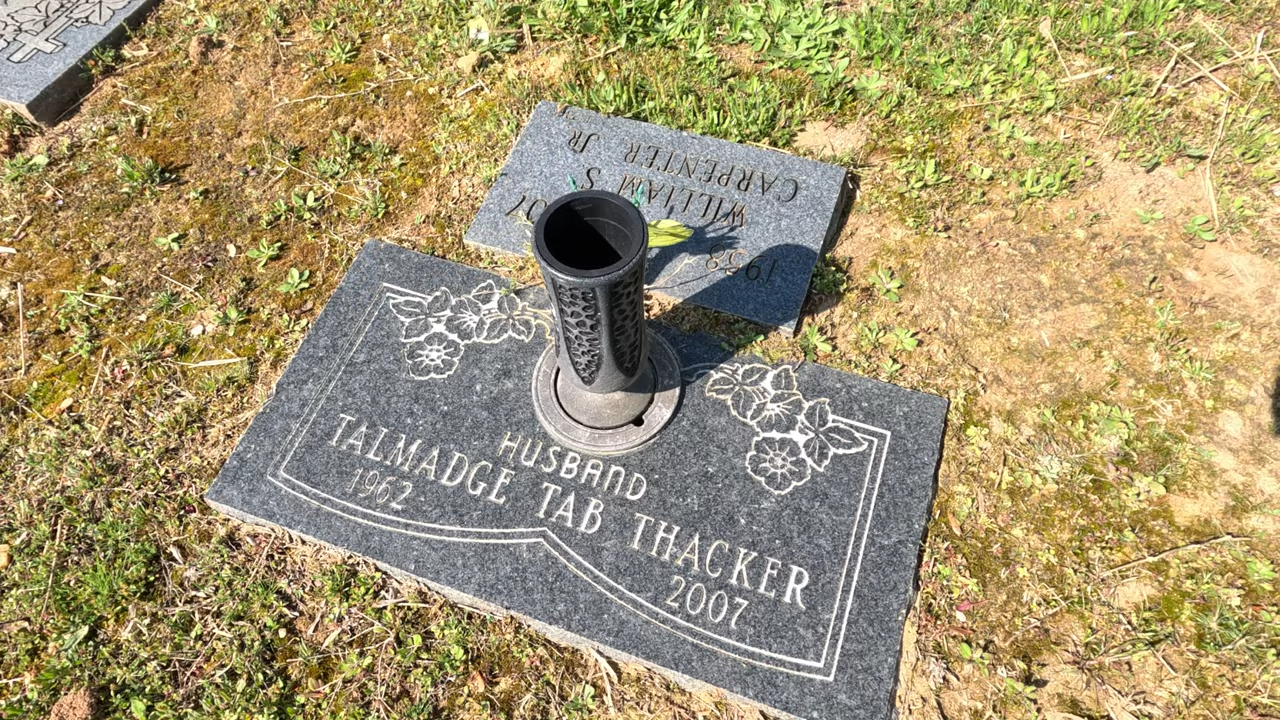 HUSBAND
TALMADGE TAB THACKER
1962 2007
WILLIAM S
CARPENTER JR
1938